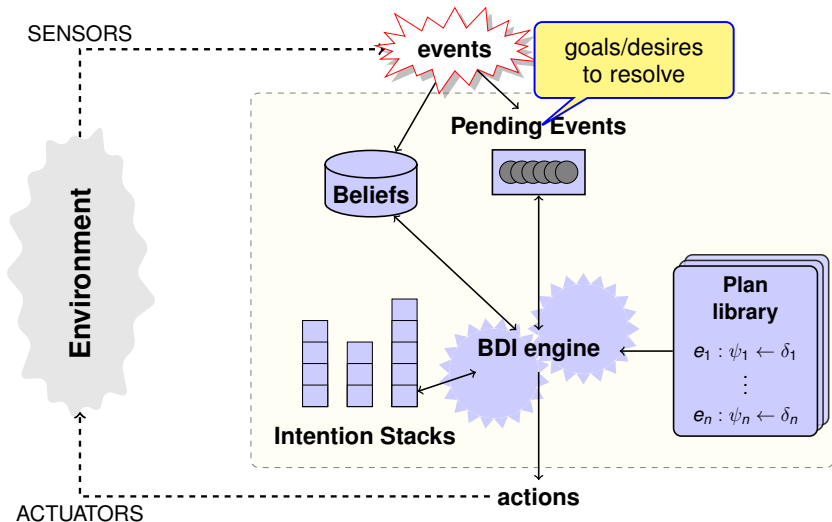 SENSORS
events
goals/desires
to resolve
Pending Events
Beliefs
Environment
Plan
library
BDI engine
e₁ : ψ₁ ← δ₁
⋮
eₙ : ψₙ ← δₙ
Intention Stacks
actions
ACTUATORS